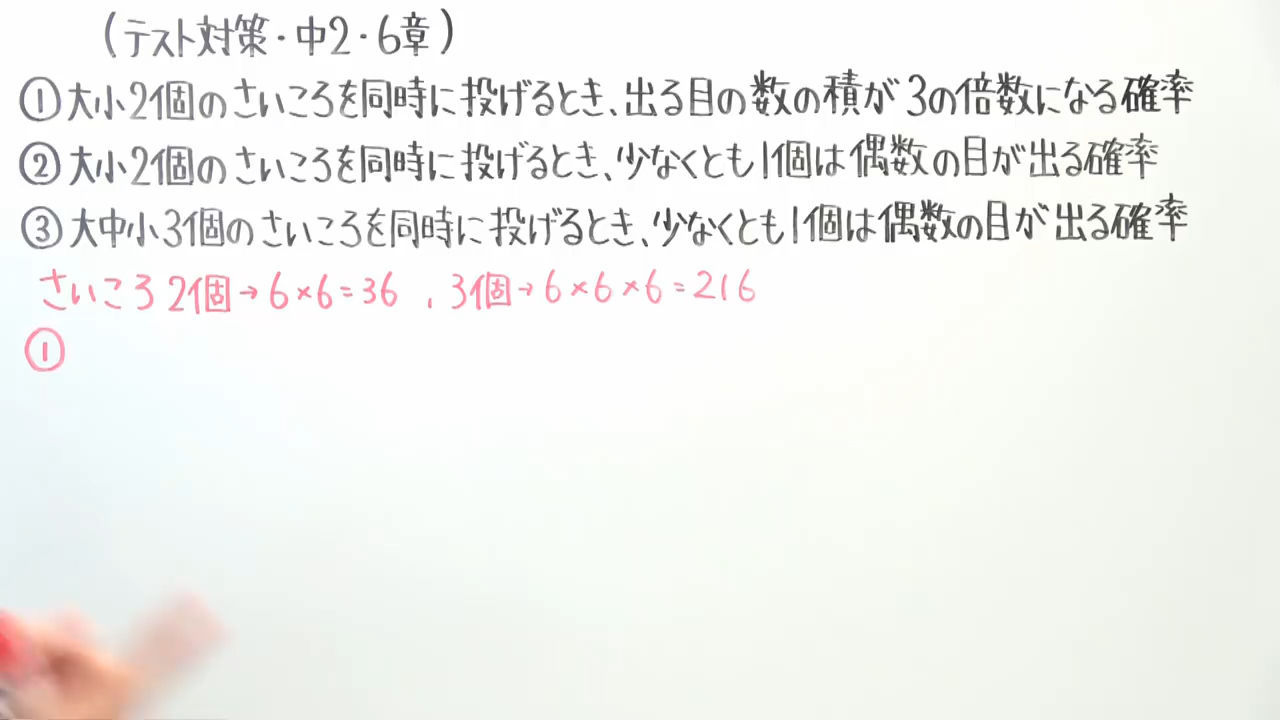 (テスト対策・中2・6章)
①大小2個のさいころを同時に投げるとき、出る目の数の積が3の倍数になる確率
②大小2個のさいころを同時に投げるとき、少なくとも1個は偶数の目が出る確率
③大中小3個のさいころを同時に投げるとき、少なくとも1個は偶数の目が出る確率
さいころ2個→6×6=36 , 3個→6×6×6=216
①